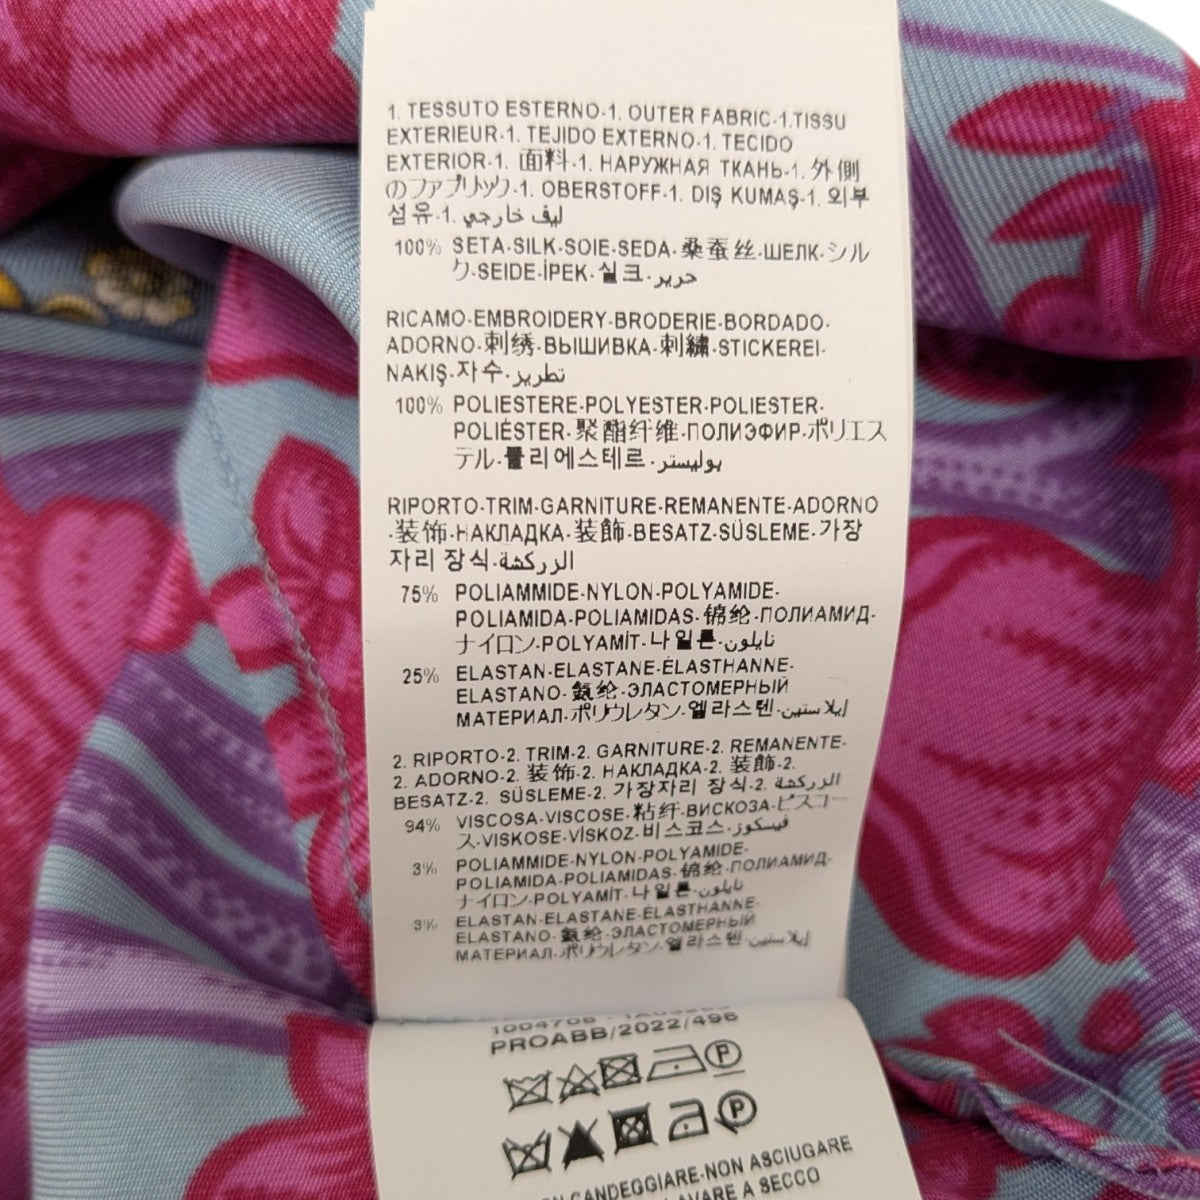 1. TESSUTO ESTERNO-1. OUTER FABRIC-1.TISSU
EXTERIEUR-1. TEJIDO EXTERNO-1. TECIDO
EXTERIOR-1. 面料-1. НАРУЖНАЯ ТКАНЬ-1. 外側
のファブリック-1. OBERSTOFF-1. DIŞ KUMAŞ-1. 외부
섬유-1. ليف خارجي
100% SETA-SILK-SOIE-SEDA-桑蚕丝-ШЕЛК-シル
ク-SEIDE-İPEK-실크-حرير
RICAMO-EMBROIDERY-BRODERIE-BORDADO-
ADORNO-刺绣-ВЫШИВКА-刺繍-STICKEREI-
NAKIŞ-자수-تطريز
100% POLIESTERE-POLYESTER-POLIESTER-
POLIÉSTER-聚酯纤维-ПОЛИЭФИР-ポリエス
テル-폴리에스테르-بوليستر
RIPORTO-TRIM-GARNITURE-REMANENTE-ADORNO
-装饰-НАКЛАДКА-装飾-BESATZ-SÜSLEME-가장
자리 장식-الزركشة
75% POLIAMMIDE-NYLON-POLYAMIDE-
POLIAMIDA-POLIAMIDAS-锦纶-ПОЛИАМИД-
ナイロン-POLYAMİT-나일론-نايلون
25% ELASTAN-ELASTANE-ÉLASTHANNE-
ELASTANO-氨纶-ЭЛАСТОМЕРНЫЙ
МАТЕРИАЛ-ポリウレタン-엘라스텐-إيلاستين
2. RIPORTO-2. TRIM-2. GARNITURE-2. REMANENTE-
2. ADORNO-2. 装饰-2. НАКЛАДКА-2. 装飾-2.
BESATZ-2. SÜSLEME-2. 가장자리 장식-2. الزركشة
94% VISCOSA-VISCOSE-粘纤-ВИСКОЗА-ビスコー
ス-VISKOSE-VİSKOZ-비스코스-فيسكوز
3% POLIAMMIDE-NYLON-POLYAMIDE-
POLIAMIDA-POLIAMIDAS-锦纶-ПОЛИАМИД-
ナイロン-POLYAMİT-나일론-نايلون
3% ELASTAN-ELASTANE-ÉLASTHANNE-
ELASTANO-氨纶-ЭЛАСТОМЕРНЫЙ
МАТЕРИАЛ-ポリウレタン-엘라스텐-إيلاستين
1004706
PROABB/2022/496
P
P
CANDEGGIARE-NON ASCIUGARE
LAVARE A SECCO